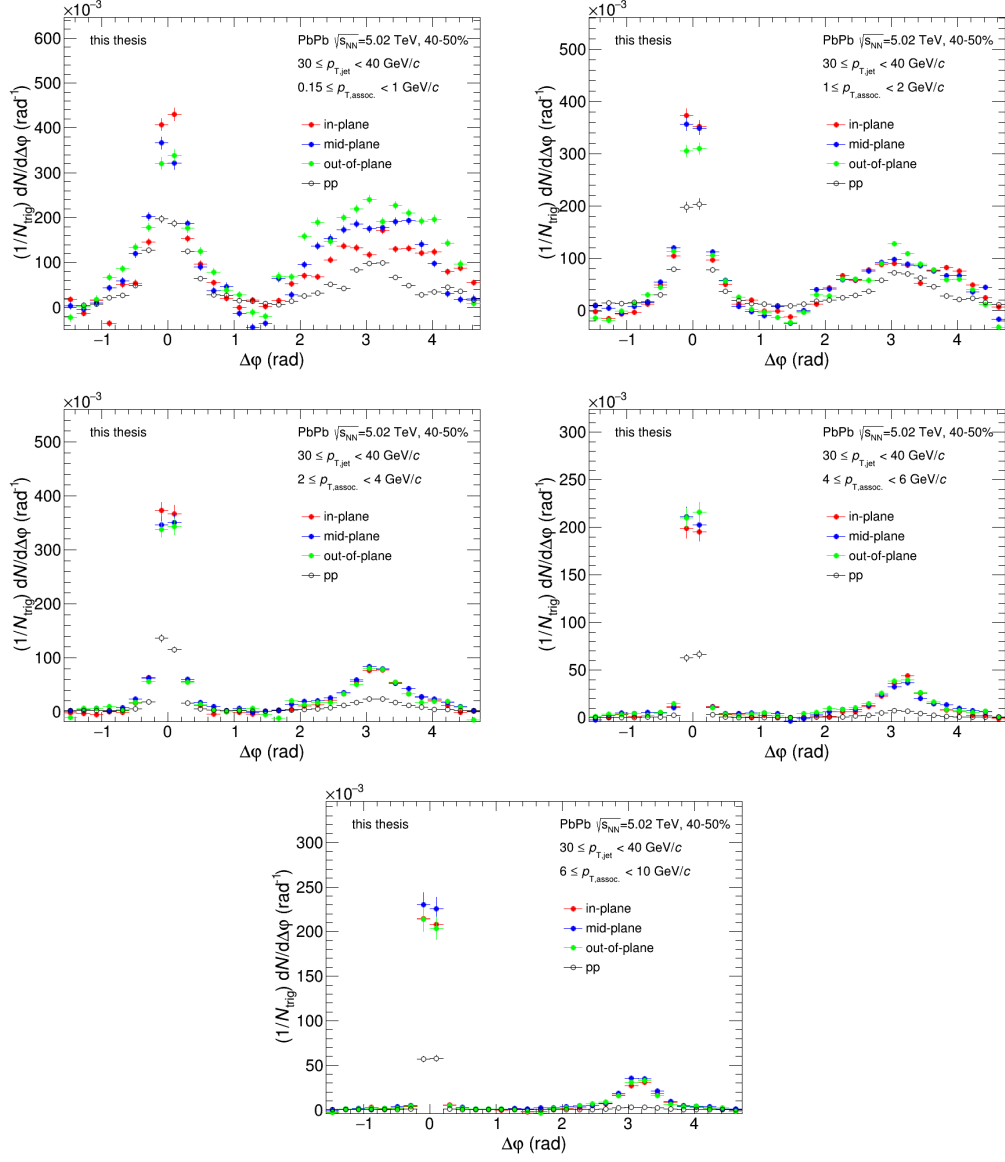 ×10⁻³
(1/N_trig) dN/dΔφ (rad⁻¹)
600
500
400
300
200
100
0
this thesis
PbPb √s_NN=5.02 TeV, 40-50%
30 ≤ p_T,jet < 40 GeV/c
0.15 ≤ p_T,assoc. < 1 GeV/c
in-plane
mid-plane
out-of-plane
pp
−1 0 1 2 3 4
Δφ (rad)
×10⁻³
(1/N_trig) dN/dΔφ (rad⁻¹)
500
400
300
200
100
0
this thesis
PbPb √s_NN=5.02 TeV, 40-50%
30 ≤ p_T,jet < 40 GeV/c
1 ≤ p_T,assoc. < 2 GeV/c
in-plane
mid-plane
out-of-plane
pp
−1 0 1 2 3 4
Δφ (rad)
×10⁻³
(1/N_trig) dN/dΔφ (rad⁻¹)
500
400
300
200
100
0
this thesis
PbPb √s_NN=5.02 TeV, 40-50%
30 ≤ p_T,jet < 40 GeV/c
2 ≤ p_T,assoc. < 4 GeV/c
in-plane
mid-plane
out-of-plane
pp
−1 0 1 2 3 4
Δφ (rad)
×10⁻³
(1/N_trig) dN/dΔφ (rad⁻¹)
300
250
200
150
100
50
0
this thesis
PbPb √s_NN=5.02 TeV, 40-50%
30 ≤ p_T,jet < 40 GeV/c
4 ≤ p_T,assoc. < 6 GeV/c
in-plane
mid-plane
out-of-plane
pp
−1 0 1 2 3 4
Δφ (rad)
×10⁻³
(1/N_trig) dN/dΔφ (rad⁻¹)
300
250
200
150
100
50
0
this thesis
PbPb √s_NN=5.02 TeV, 40-50%
30 ≤ p_T,jet < 40 GeV/c
6 ≤ p_T,assoc. < 10 GeV/c
in-plane
mid-plane
out-of-plane
pp
−1 0 1 2 3 4
Δφ (rad)